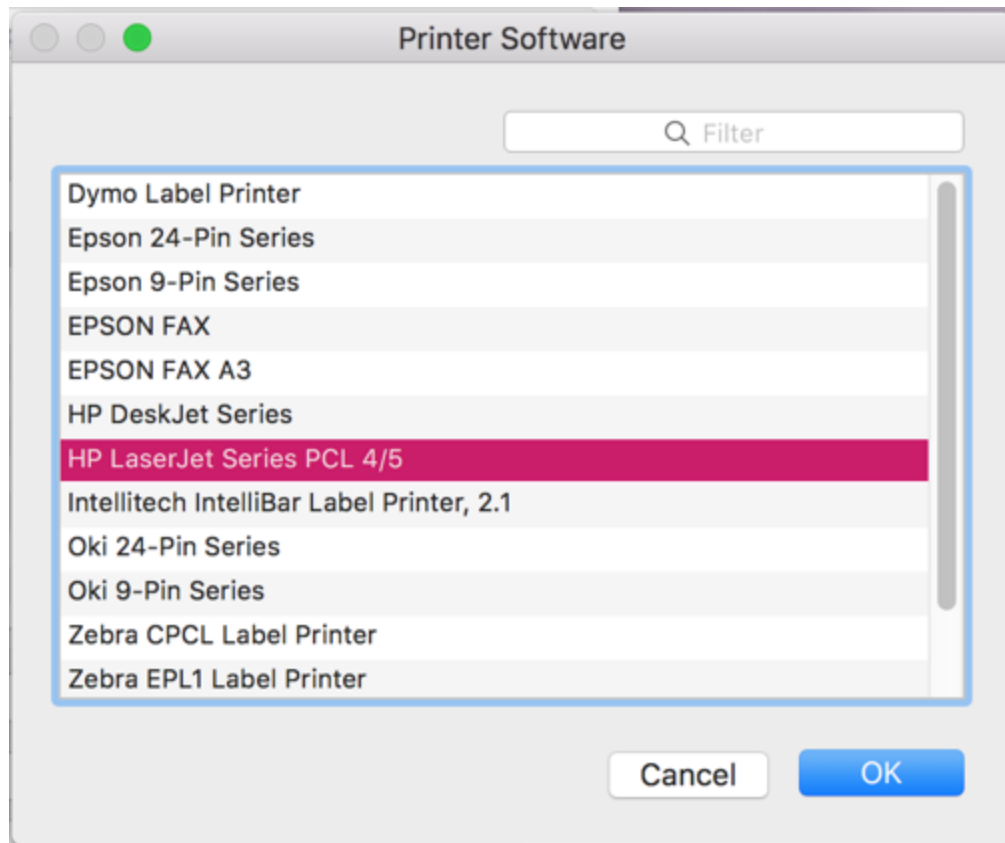 Printer Software
Filter
Dymo Label Printer
Epson 24-Pin Series
Epson 9-Pin Series
EPSON FAX
EPSON FAX A3
HP DeskJet Series
HP LaserJet Series PCL 4/5
Intellitech IntelliBar Label Printer, 2.1
Oki 24-Pin Series
Oki 9-Pin Series
Zebra CPCL Label Printer
Zebra EPL1 Label Printer
Cancel OK